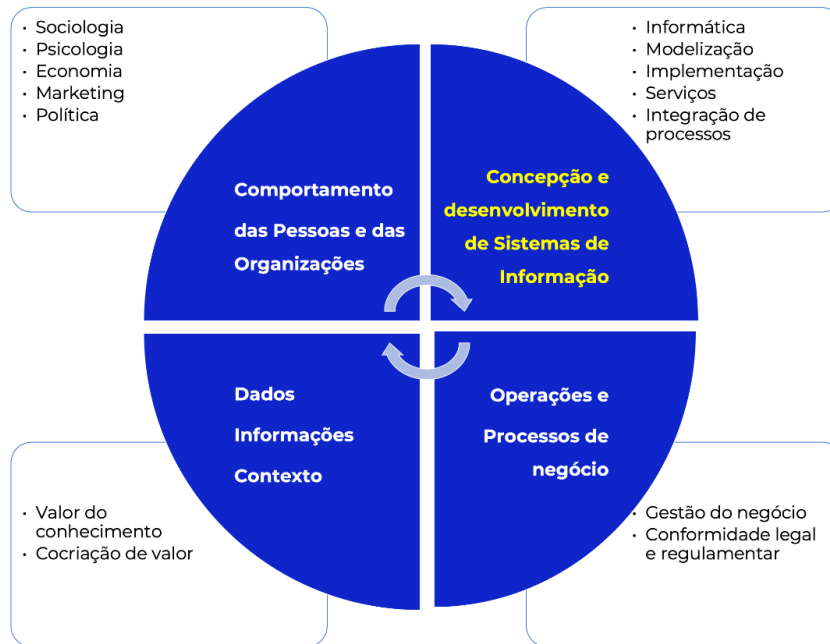 · Sociologia
· Psicologia
· Economia
· Marketing
· Política
· Informática
· Modelização
· Implementação
· Serviços
· Integração de
processos
Comportamento
das Pessoas e das
Organizações
Concepção e
desenvolvimento
de Sistemas de
Informação
Dados
Informações
Contexto
Operações e
Processos de
negócio
· Valor do
conhecimento
· Cocriação de valor
· Gestão do negócio
· Conformidade legal
e regulamentar